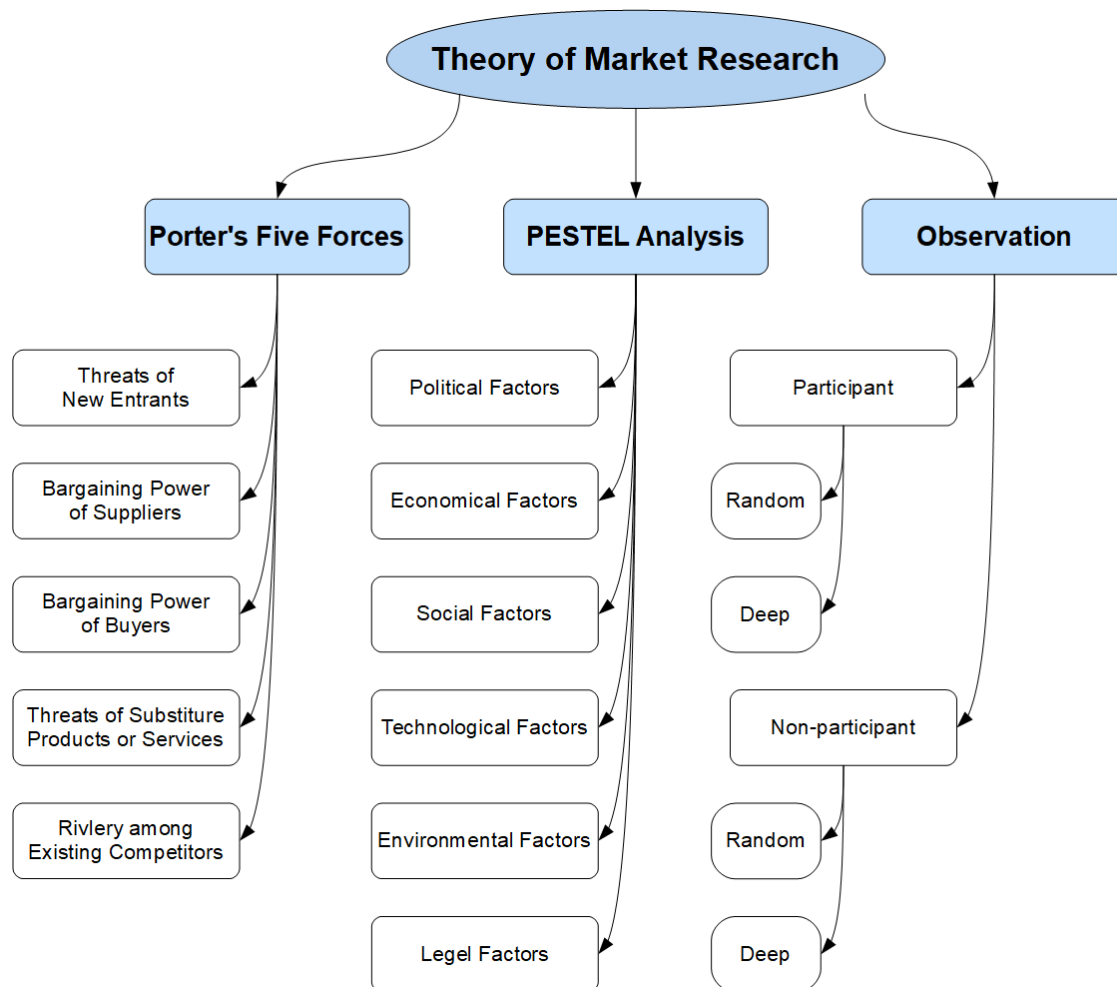 Theory of Market Research
Porter's Five Forces
PESTEL Analysis
Observation
Threats of
New Entrants
Bargaining Power
of Suppliers
Bargaining Power
of Buyers
Threats of Substiture
Products or Services
Rivlery among
Existing Competitors
Political Factors
Economical Factors
Social Factors
Technological Factors
Environmental Factors
Legel Factors
Participant
Random
Deep
Non-participant
Random
Deep